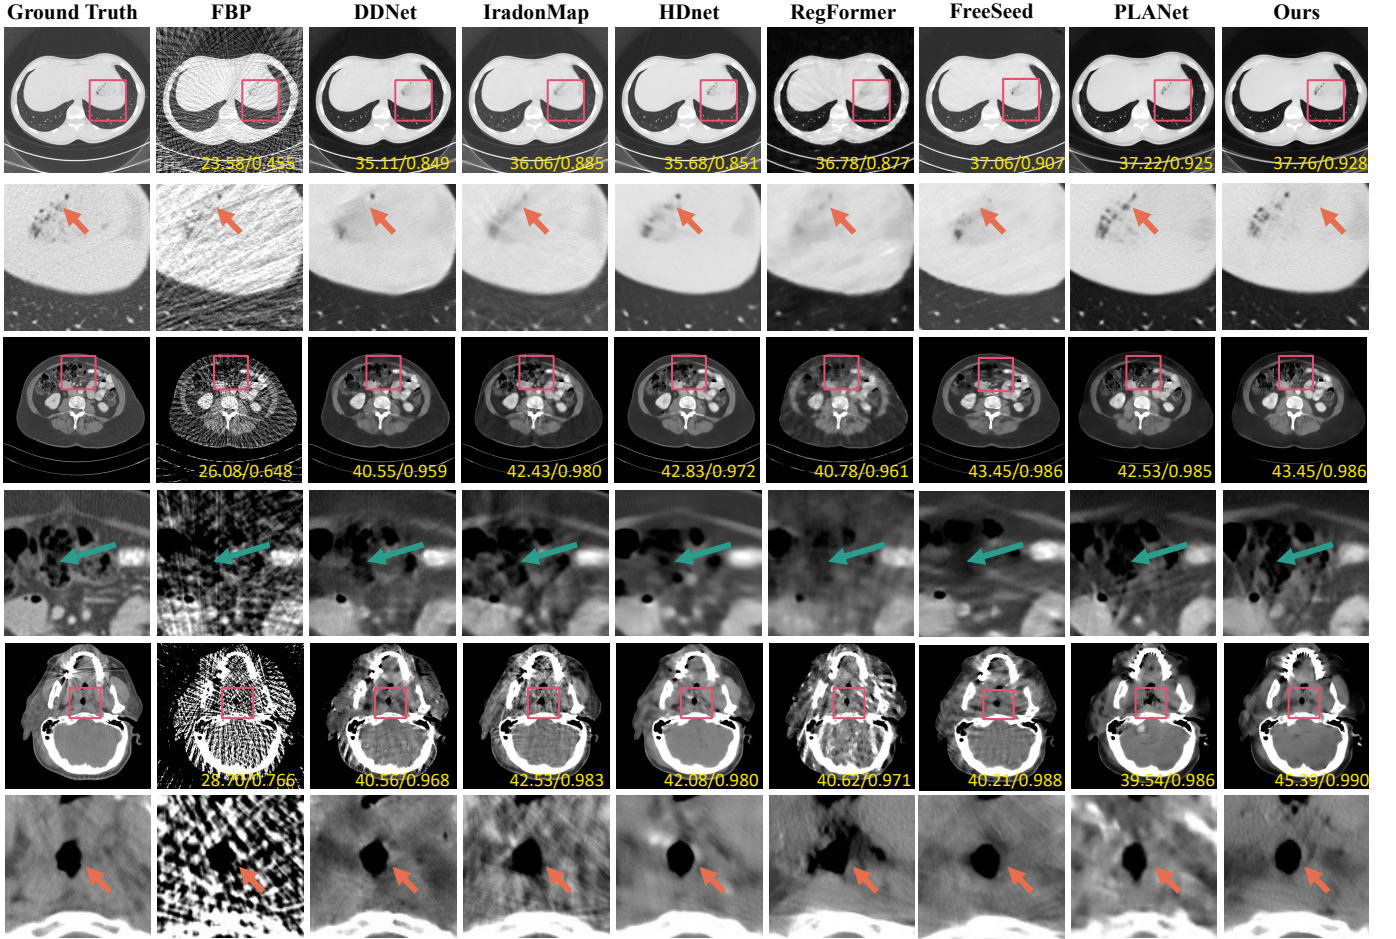 Ground Truth FBP DDNet IradonMap HDnet RegFormer FreeSeed PLANet Ours
23.58/0.455 35.11/0.849 36.06/0.885 35.68/0.851 36.78/0.877 37.06/0.907 37.22/0.925 37.76/0.928
26.08/0.648 40.55/0.959 42.43/0.980 42.83/0.972 40.78/0.961 43.45/0.986 42.53/0.985 43.45/0.986
28.70/0.766 40.56/0.968 42.53/0.983 42.08/0.980 40.62/0.971 40.21/0.988 39.54/0.986 45.39/0.990